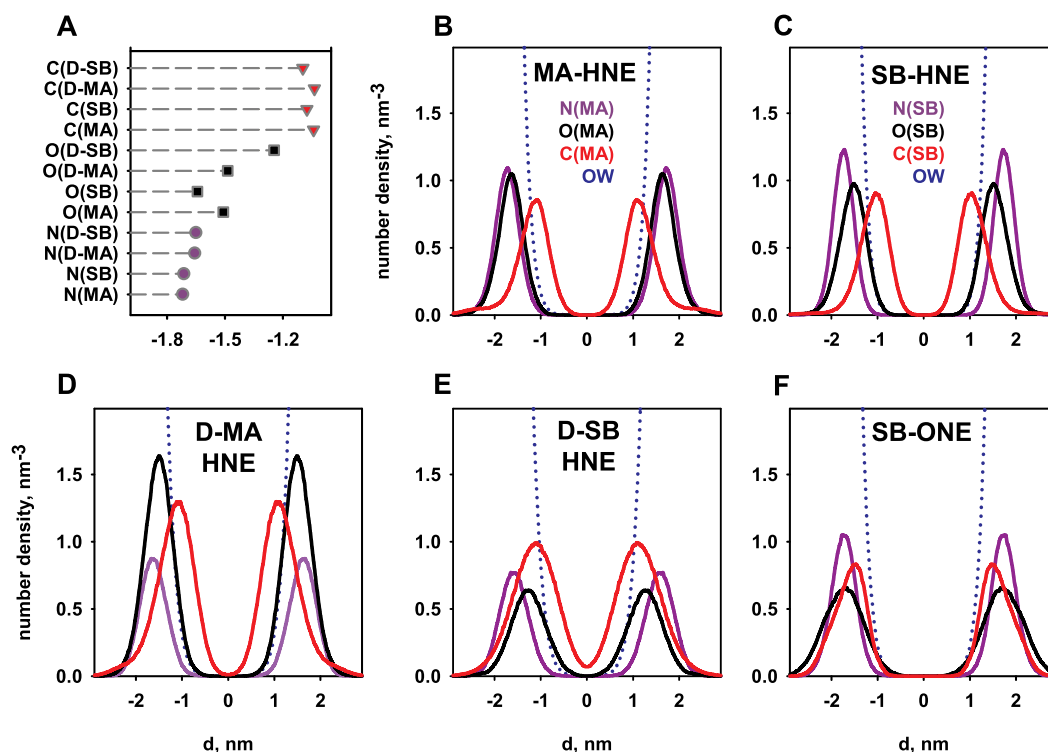 A
C(D-SB)
C(D-MA)
C(SB)
C(MA)
O(D-SB)
O(D-MA)
O(SB)
O(MA)
N(D-SB)
N(D-MA)
N(SB)
N(MA)
-1.8 -1.5 -1.2
B
MA-HNE
N(MA)
O(MA)
C(MA)
OW
number density, nm-3
1.5
1.0
0.5
0.0
-2 -1 0 1 2
C
SB-HNE
N(SB)
O(SB)
C(SB)
OW
1.5
1.0
0.5
0.0
-2 -1 0 1 2
D
D-MA
HNE
number density, nm-3
1.5
1.0
0.5
0.0
-2 -1 0 1 2
d, nm
E
D-SB
HNE
1.5
1.0
0.5
0.0
-2 -1 0 1 2
d, nm
F
SB-ONE
1.5
1.0
0.5
0.0
-2 -1 0 1 2
d, nm